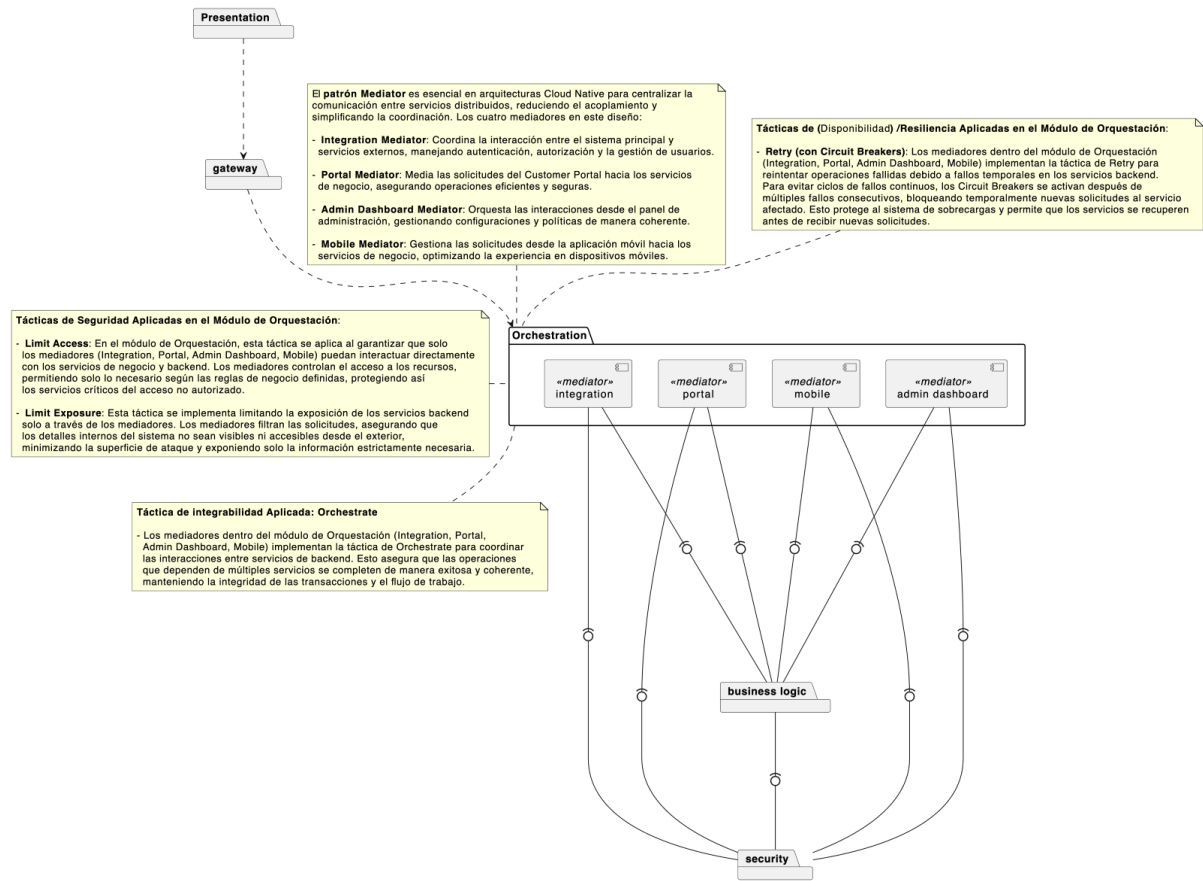 Presentation
El patrón Mediator es esencial en arquitecturas Cloud Native para centralizar la
comunicación entre servicios distribuidos, reduciendo el acoplamiento y
simplificando la coordinación. Los cuatro mediadores en este diseño:
- Integration Mediator: Coordina la interacción entre el sistema principal y
servicios externos, manejando autenticación, autorización y la gestión de usuarios.
- Portal Mediator: Media las solicitudes del Customer Portal hacia los servicios
de negocio, asegurando operaciones eficientes y seguras.
- Admin Dashboard Mediator: Orquesta las interacciones desde el panel de
administración, gestionando configuraciones y políticas de manera coherente.
- Mobile Mediator: Gestiona las solicitudes desde la aplicación móvil hacia los
servicios de negocio, optimizando la experiencia en dispositivos móviles.
Tácticas de (Disponibilidad) /Resiliencia Aplicadas en el Módulo de Orquestación:
- Retry (con Circuit Breakers): Los mediadores dentro del módulo de Orquestación
(Integration, Portal, Admin Dashboard, Mobile) implementan la táctica de Retry para
reintentar operaciones fallidas debido a fallos temporales en los servicios backend.
Para evitar ciclos de fallos continuos, los Circuit Breakers se activan después de
múltiples fallos consecutivos, bloqueando temporalmente nuevas solicitudes al servicio
afectado. Esto protege al sistema de sobrecargas y permite que los servicios se recuperen
antes de recibir nuevas solicitudes.
gateway
Tácticas de Seguridad Aplicadas en el Módulo de Orquestación:
- Limit Access: En el módulo de Orquestación, esta táctica se aplica al garantizar que solo
los mediadores (Integration, Portal, Admin Dashboard, Mobile) puedan interactuar directamente
con los servicios de negocio y backend. Los mediadores controlan el acceso a los recursos,
permitiendo solo lo necesario según las reglas de negocio definidas, protegiendo así
los servicios críticos del acceso no autorizado.
- Limit Exposure: Esta táctica se implementa limitando la exposición de los servicios backend
solo a través de los mediadores. Los mediadores filtran las solicitudes, asegurando que
los detalles internos del sistema no sean visibles ni accesibles desde el exterior,
minimizando la superficie de ataque y exponiendo solo la información estrictamente necesaria.
Orchestration
«mediator»
integration
«mediator»
portal
«mediator»
mobile
«mediator»
admin dashboard
Táctica de integrabilidad Aplicada: Orchestrate
- Los mediadores dentro del módulo de Orquestación (Integration, Portal,
Admin Dashboard, Mobile) implementan la táctica de Orchestrate para coordinar
las interacciones entre servicios de backend. Esto asegura que las operaciones
que dependen de múltiples servicios se completen de manera exitosa y coherente,
manteniendo la integridad de las transacciones y el flujo de trabajo.
business logic
security